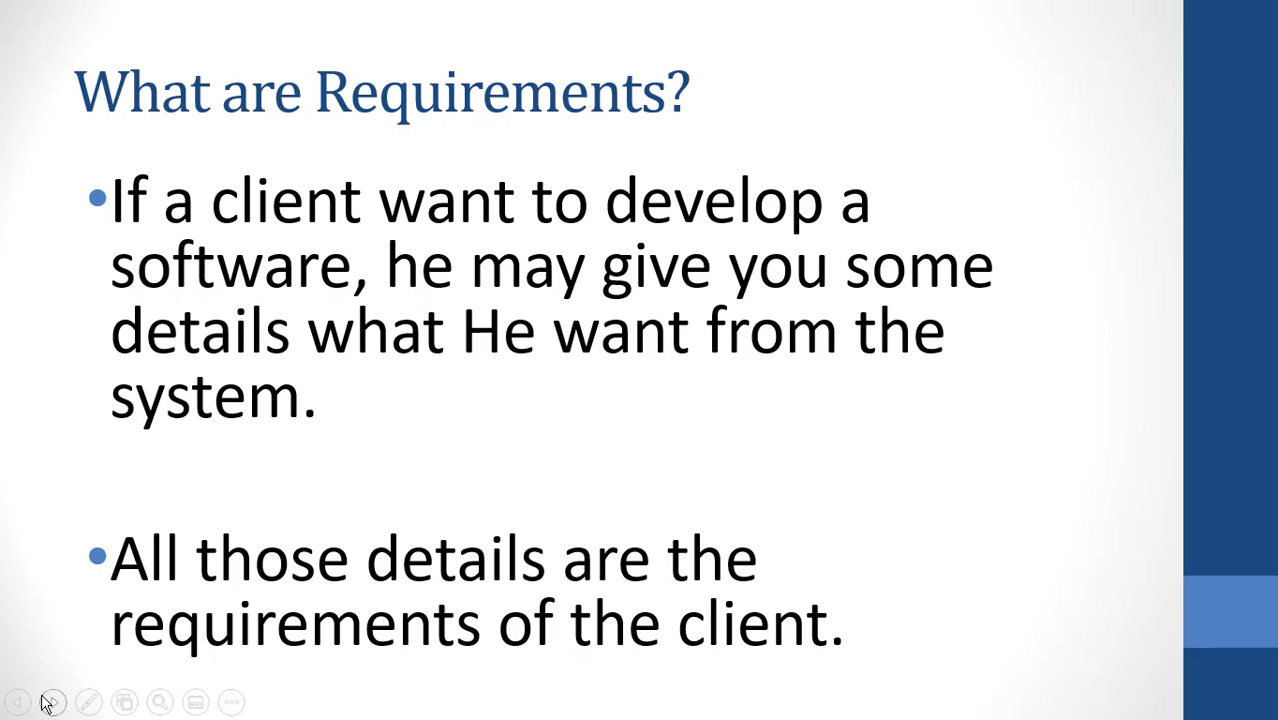 What are Requirements?
•If a client want to develop a
software, he may give you some
details what He want from the
system.
•All those details are the
requirements of the client.